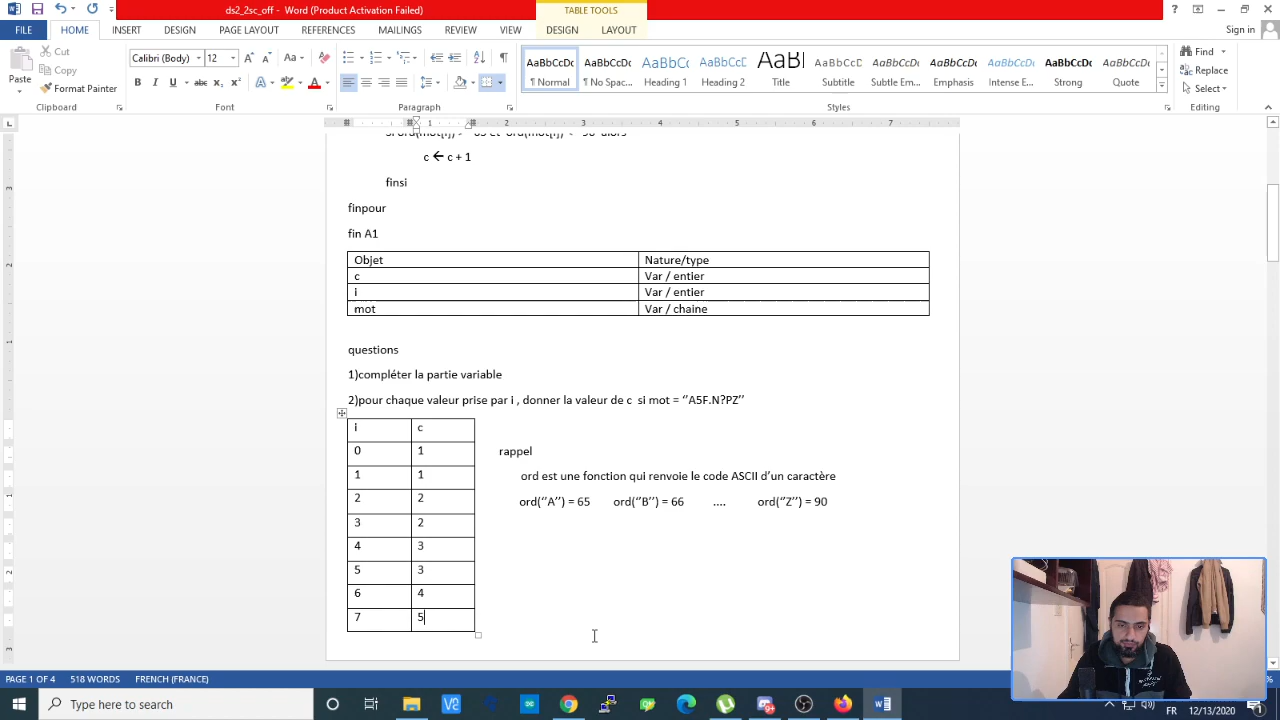 ds2_2sc_off - Word (Product Activation Failed)
TABLE TOOLS
FILE HOME INSERT DESIGN PAGE LAYOUT REFERENCES MAILINGS REVIEW VIEW DESIGN LAYOUT
Sign in
Paste
Cut
Copy
Format Painter
Clipboard
Calibri (Body) 12
Font
Paragraph
AaBbCcDc AaBbCcDc AaBbC AaBbCc AaBl AaBbCcD AaBbCcDc AaBbCcDc AaBbCcDc AaBbCcDc AaBbCcDc
¶ Normal ¶ No Spac... Heading 1 Heading 2 Title Subtitle Subtle Em... Emphasis Intense E... Strong Quote
Styles
Find
Replace
Select
Editing
c ← c + 1
finsi
finpour
fin A1
Objet Nature/type
c Var / entier
i Var / entier
mot Var / chaine
questions
1)compléter la partie variable
2)pour chaque valeur prise par i , donner la valeur de c si mot = ‘’A5F.N?PZ’’
i c
0 1
1 1
2 2
3 2
4 3
5 3
6 4
7 5
rappel
ord est une fonction qui renvoie le code ASCII d’un caractère
ord(‘’A’’) = 65 ord(‘’B’’) = 66 .... ord(‘’Z’’) = 90
PAGE 1 OF 4 518 WORDS FRENCH (FRANCE)
Type here to search
FR 12/13/2020